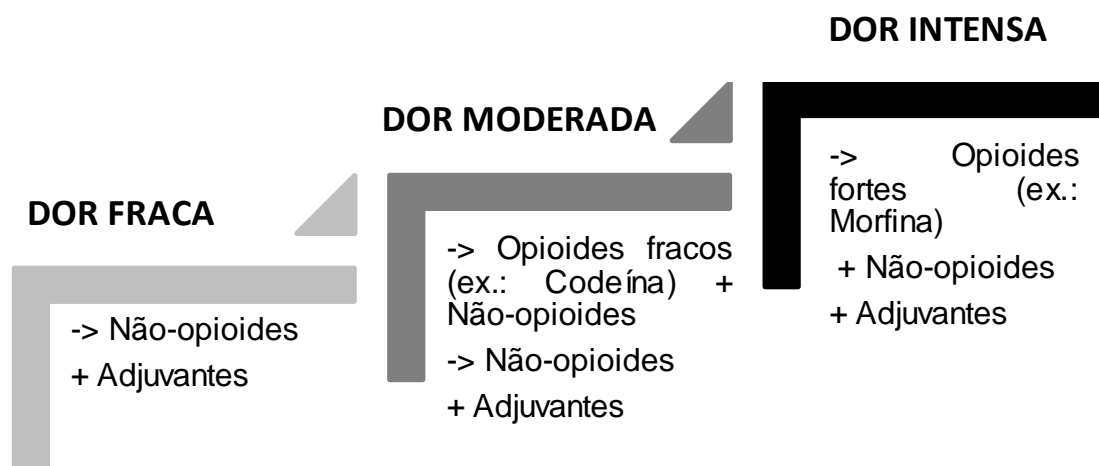 DOR FRACA
-> Não-opioides
+ Adjuvantes
DOR MODERADA
-> Opioides fracos
(ex.: Codeína) +
Não-opioides
-> Não-opioides
+ Adjuvantes
DOR INTENSA
-> Opioides
fortes (ex.:
Morfina)
+ Não-opioides
+ Adjuvantes